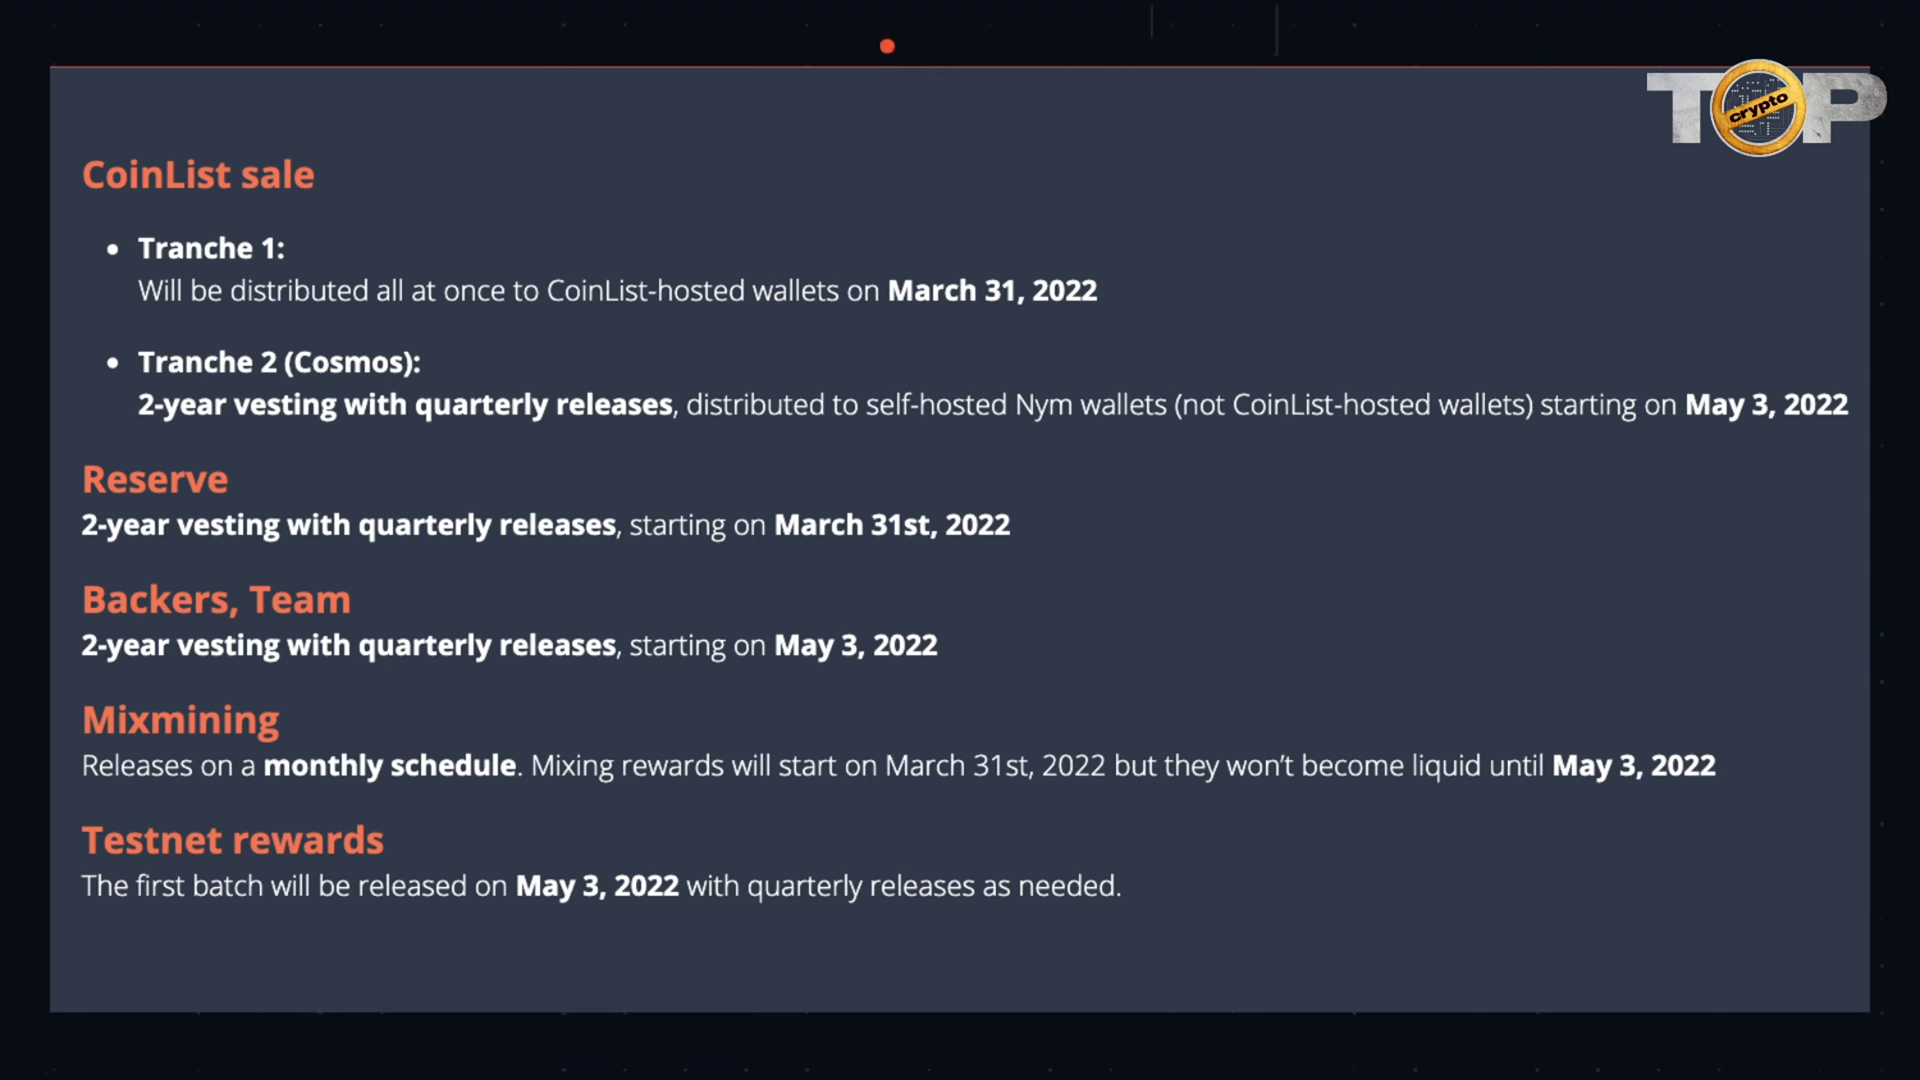 TOP
crypto
CoinList sale
• Tranche 1:
Will be distributed all at once to CoinList-hosted wallets on March 31, 2022
• Tranche 2 (Cosmos):
2-year vesting with quarterly releases, distributed to self-hosted Nym wallets (not CoinList-hosted wallets) starting on May 3, 2022
Reserve
2-year vesting with quarterly releases, starting on March 31st, 2022
Backers, Team
2-year vesting with quarterly releases, starting on May 3, 2022
Mixmining
Releases on a monthly schedule. Mixing rewards will start on March 31st, 2022 but they won’t become liquid until May 3, 2022
Testnet rewards
The first batch will be released on May 3, 2022 with quarterly releases as needed.